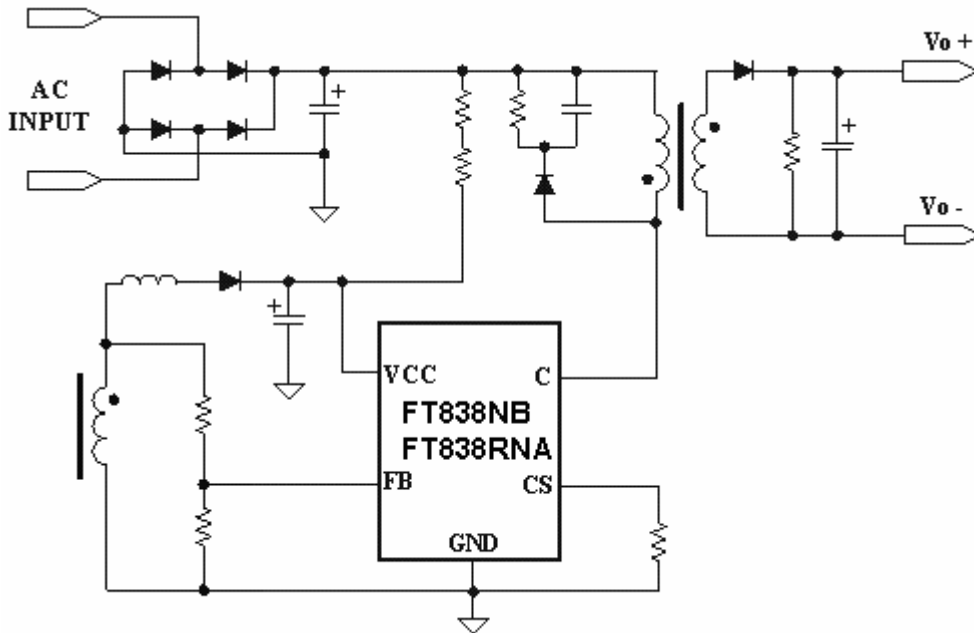 Vo +
AC
INPUT
+
+
Vo -
+
VCC
C
FT838NB
FT838RNA
FB
CS
GND